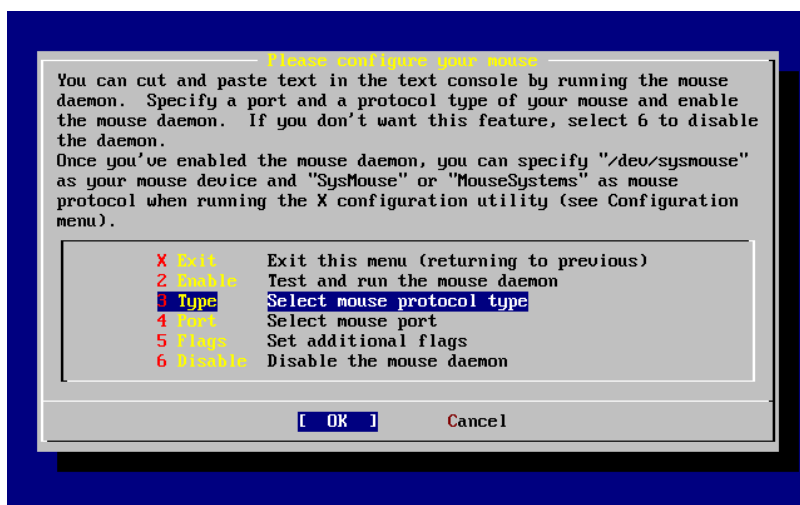 Please configure your mouse
You can cut and paste text in the text console by running the mouse
daemon.  Specify a port and a protocol type of your mouse and enable
the mouse daemon.  If you don't want this feature, select 6 to disable
the daemon.
Once you've enabled the mouse daemon, you can specify "/dev/sysmouse"
as your mouse device and "SysMouse" or "MouseSystems" as mouse
protocol when running the X configuration utility (see Configuration
menu).
X Exit Exit this menu (returning to previous)
2 Enable Test and run the mouse daemon
3 Type Select mouse protocol type
4 Port Select mouse port
5 Flags Set additional flags
6 Disable Disable the mouse daemon
[ OK ] Cancel